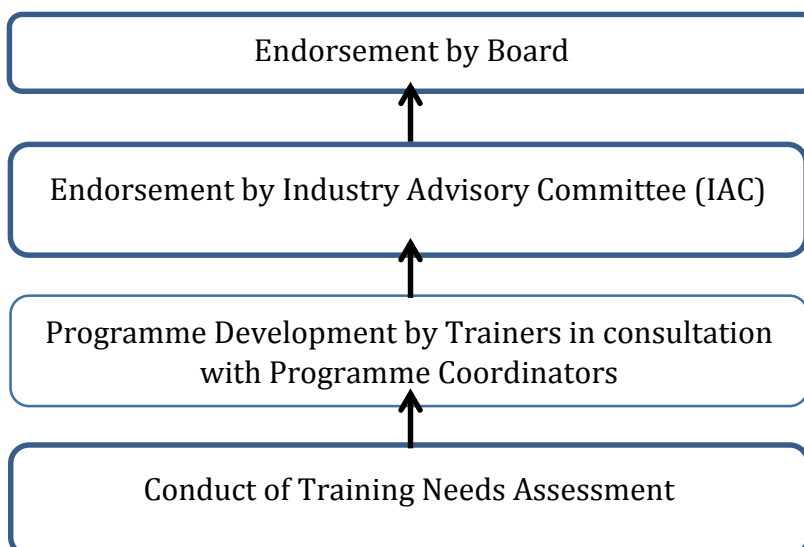 Endorsement by Board
Endorsement by Industry Advisory Committee (IAC)
Programme Development by Trainers in consultation
with Programme Coordinators
Conduct of Training Needs Assessment